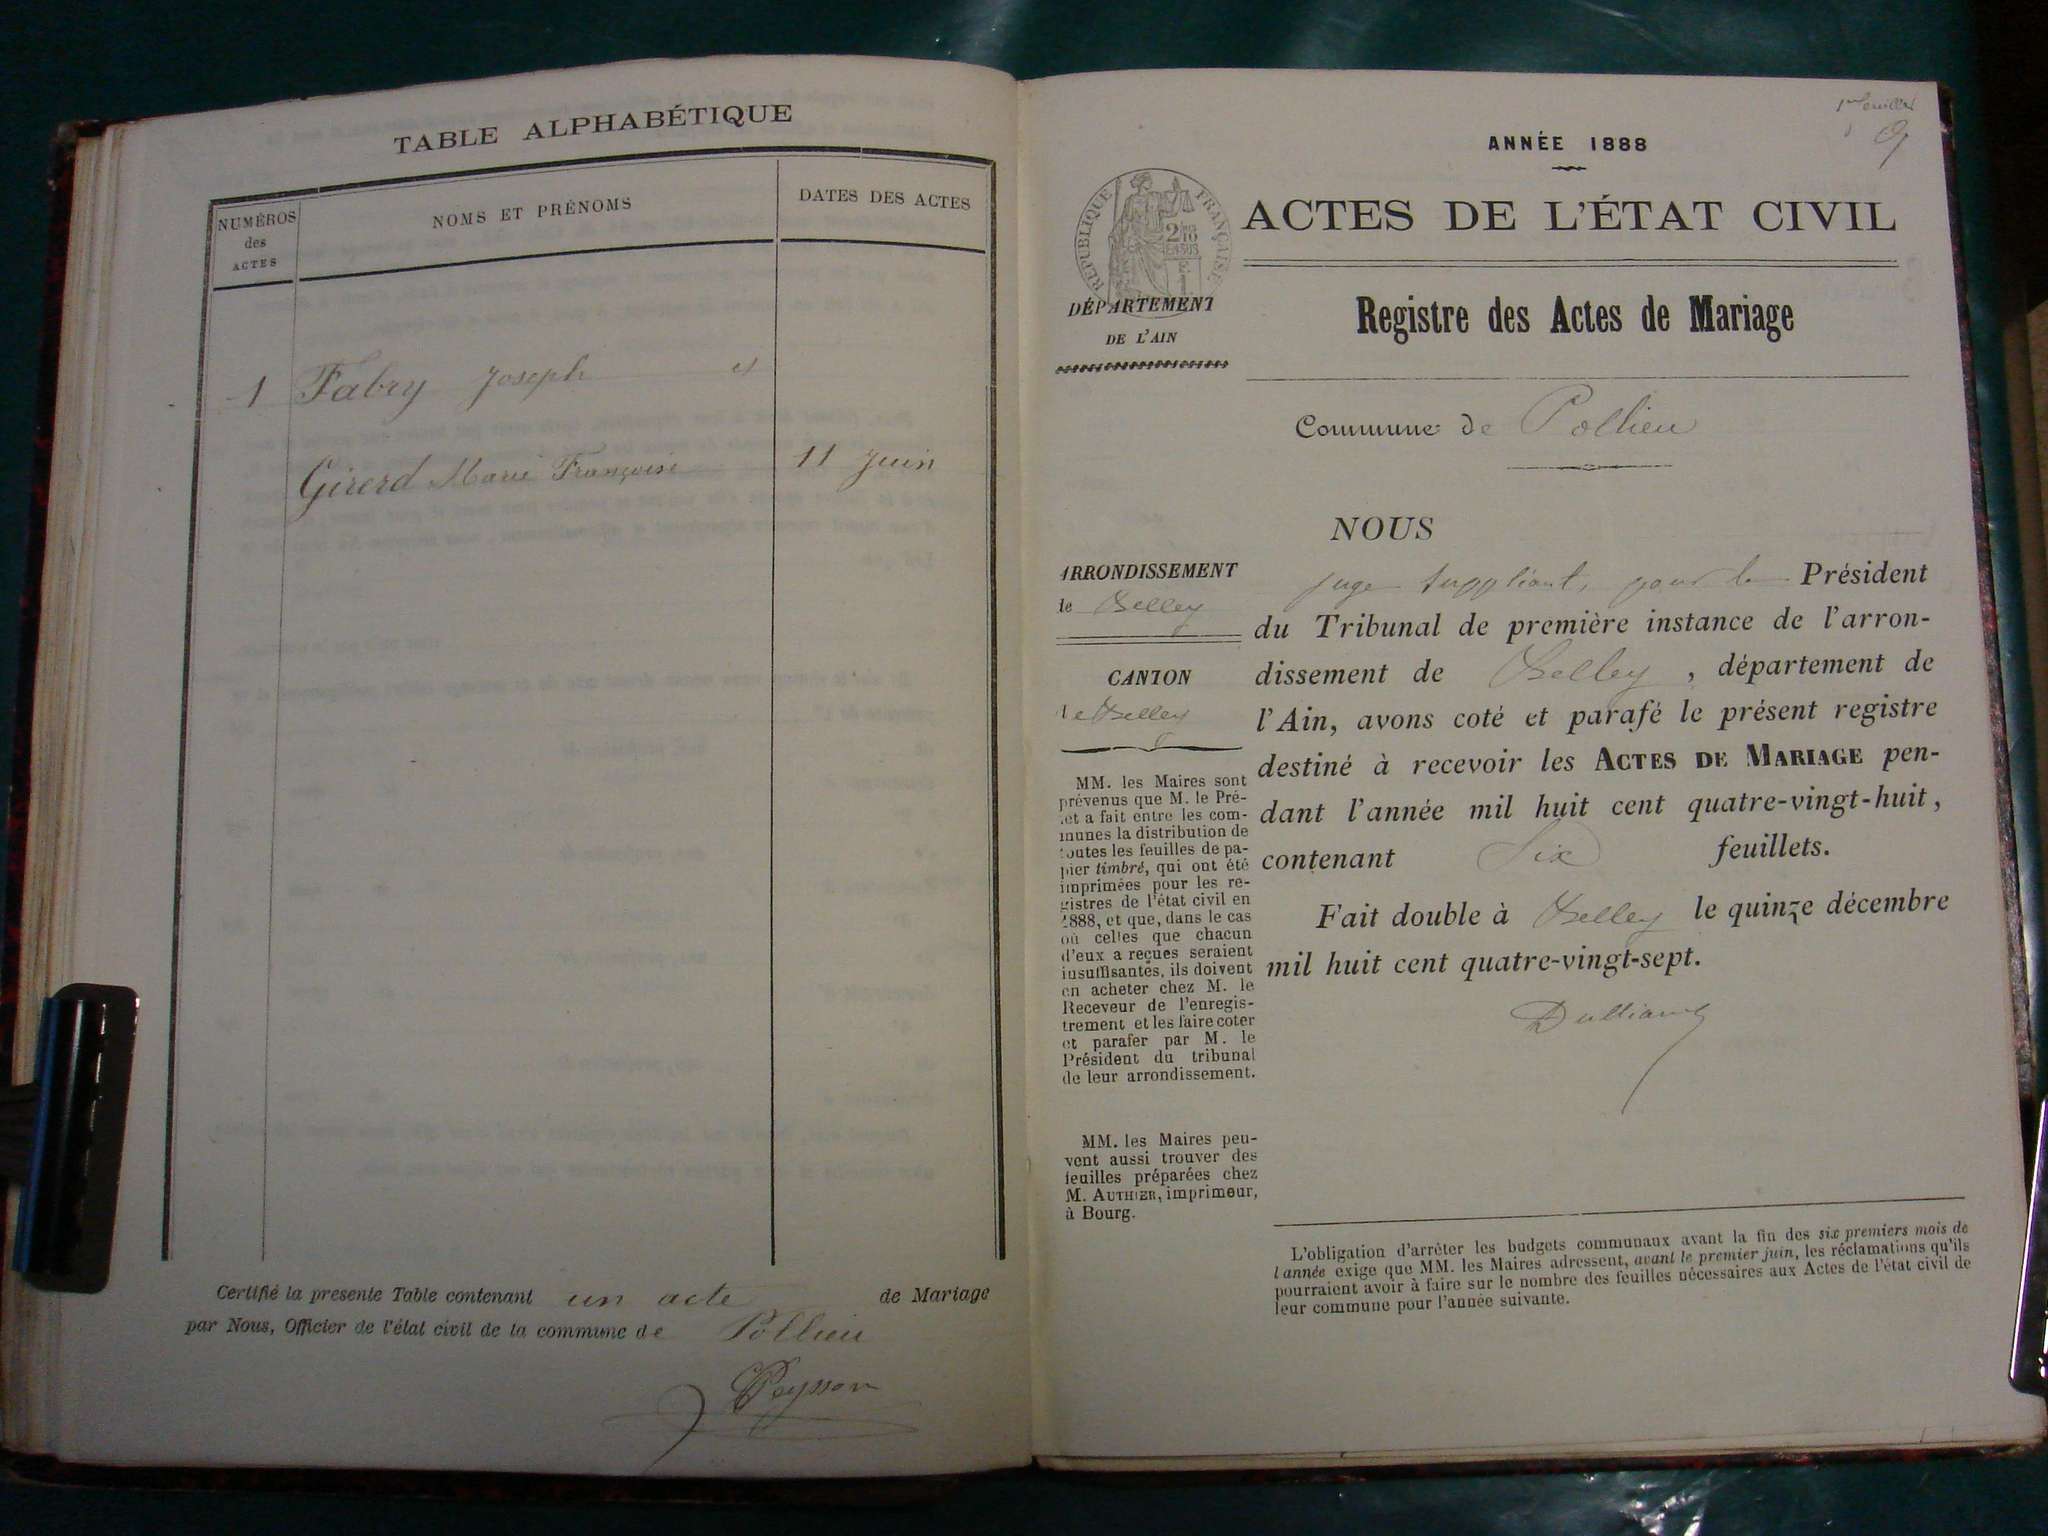 TABLE ALPHABÉTIQUE
NUMÉROS
des
ACTES
NOMS ET PRÉNOMS
DATES DES ACTES
1 Fabry Joseph et
Girerd Marie Françoise 11 Juin
Certifié la presente Table contenant un acte de Mariage
par Nous, Officier de l'état civil de la commune de Pollieu
Peysson
1er feuillet
ANNÉE 1888
RÉPUBLIQUE FRANÇAISE
ACTES DE L'ÉTAT CIVIL
DÉPARTEMENT
DE L'AIN
Registre des Actes de Mariage
Commune de Pollieu
ARRONDISSEMENT
de Belley
CANTON
de Belley
MM. les Maires sont
prévenus que M. le Pré-
fet a fait entre les com-
munes la distribution de
toutes les feuilles de pa-
pier timbré, qui ont été
imprimées pour les re-
gistres de l'état civil en
1888, et que, dans le cas
où celles que chacun
d'eux a reçues seraient
insuffisantes, ils doivent
en acheter chez M. le
Receveur de l'enregis-
trement et les faire coter
et parafer par M. le
Président du tribunal
de leur arrondissement.
MM. les Maires peu-
vent aussi trouver des
feuilles préparées chez
M. AUTHIER, imprimeur,
à Bourg.
NOUS
juge suppléant, pour le Président
du Tribunal de première instance de l'arron-
dissement de Belley, département de
l'Ain, avons coté et parafé le présent registre
destiné à recevoir les ACTES DE MARIAGE pen-
dant l'année mil huit cent quatre-vingt-huit,
contenant Six feuillets.
Fait double à Belley le quinze décembre
mil huit cent quatre-vingt-sept.
L'obligation d'arrêter les budgets communaux avant la fin des six premiers mois de
l'année exige que MM. les Maires adressent, avant le premier juin, les réclamations qu'ils
pourraient avoir à faire sur le nombre des feuilles nécessaires aux Actes de l'état civil de
leur commune pour l'année suivante.